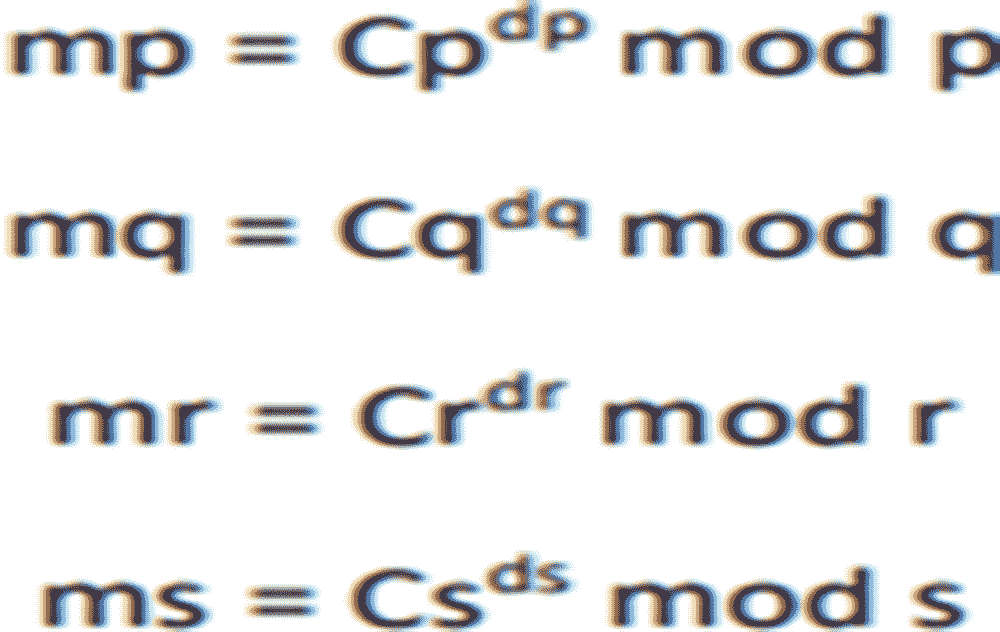 mp = Cp^dp mod p
mq = Cq^dq mod q
mr = Cr^dr mod r
ms = Cs^ds mod s